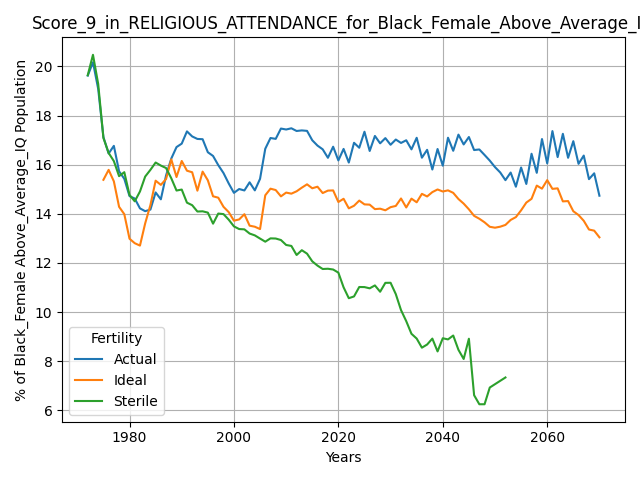 Score_9_in_RELIGIOUS_ATTENDANCE_for_Black_Female_Above_Average_I
% of Black_Female Above_Average_IQ Population
20
18
16
14
12
10
8
6
Fertility
Actual
Ideal
Sterile
1980
2000
2020
2040
2060
Years